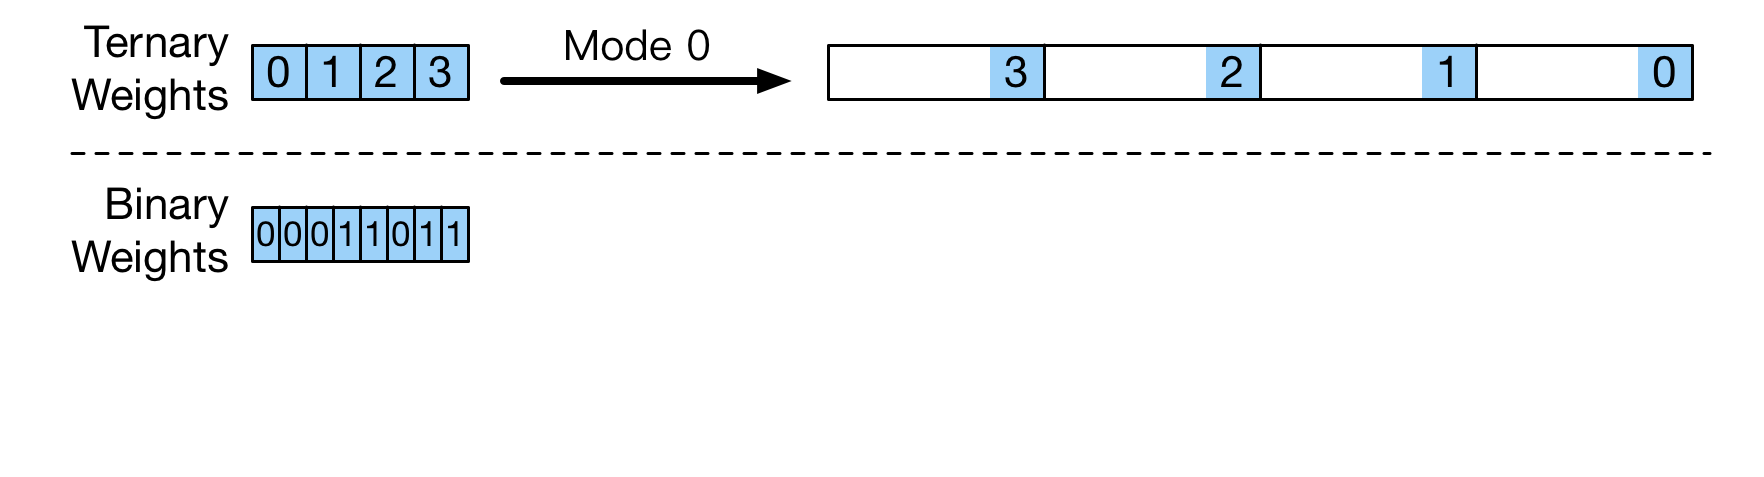 Ternary
Weights
0 1 2 3
Mode 0
3 2 1 0
Binary
Weights
0 0 0 1 1 0 1 1